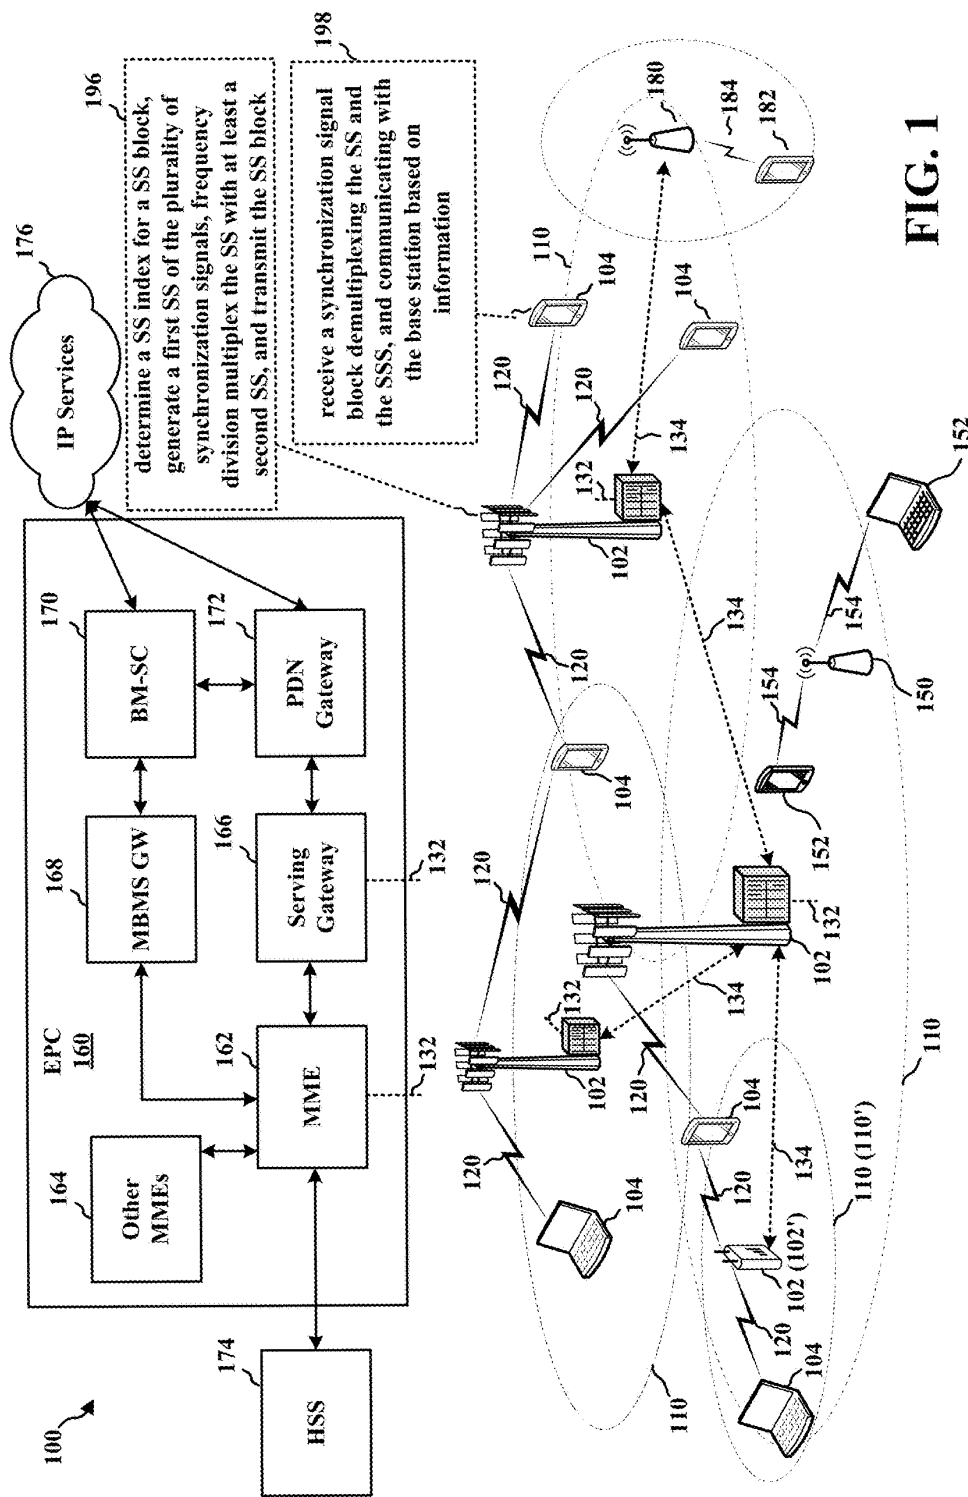 100
174
HSS
EPC
160
164
Other
MMEs
162
MME
132
168
MBMS GW
166
Serving
Gateway
132
170
BM-SC
172
PDN
Gateway
176
IP Services
196
determine a SS index for a SS block,
generate a first SS of the plurality of
synchronization signals, frequency
division multiplex the SS with at least a
second SS, and transmit the SS block
198
receive a synchronization signal
block demultiplexing the SS and
the SSS, and communicating with
the base station based on
information
120
104
120
104
110
180
184
182
132
102
134
134
120
104
120
132
102
120
104
110
134
132
102
120
104
120
134
102 (102')
120
104
110 (110')
110
152
154
150
154
152
FIG. 1